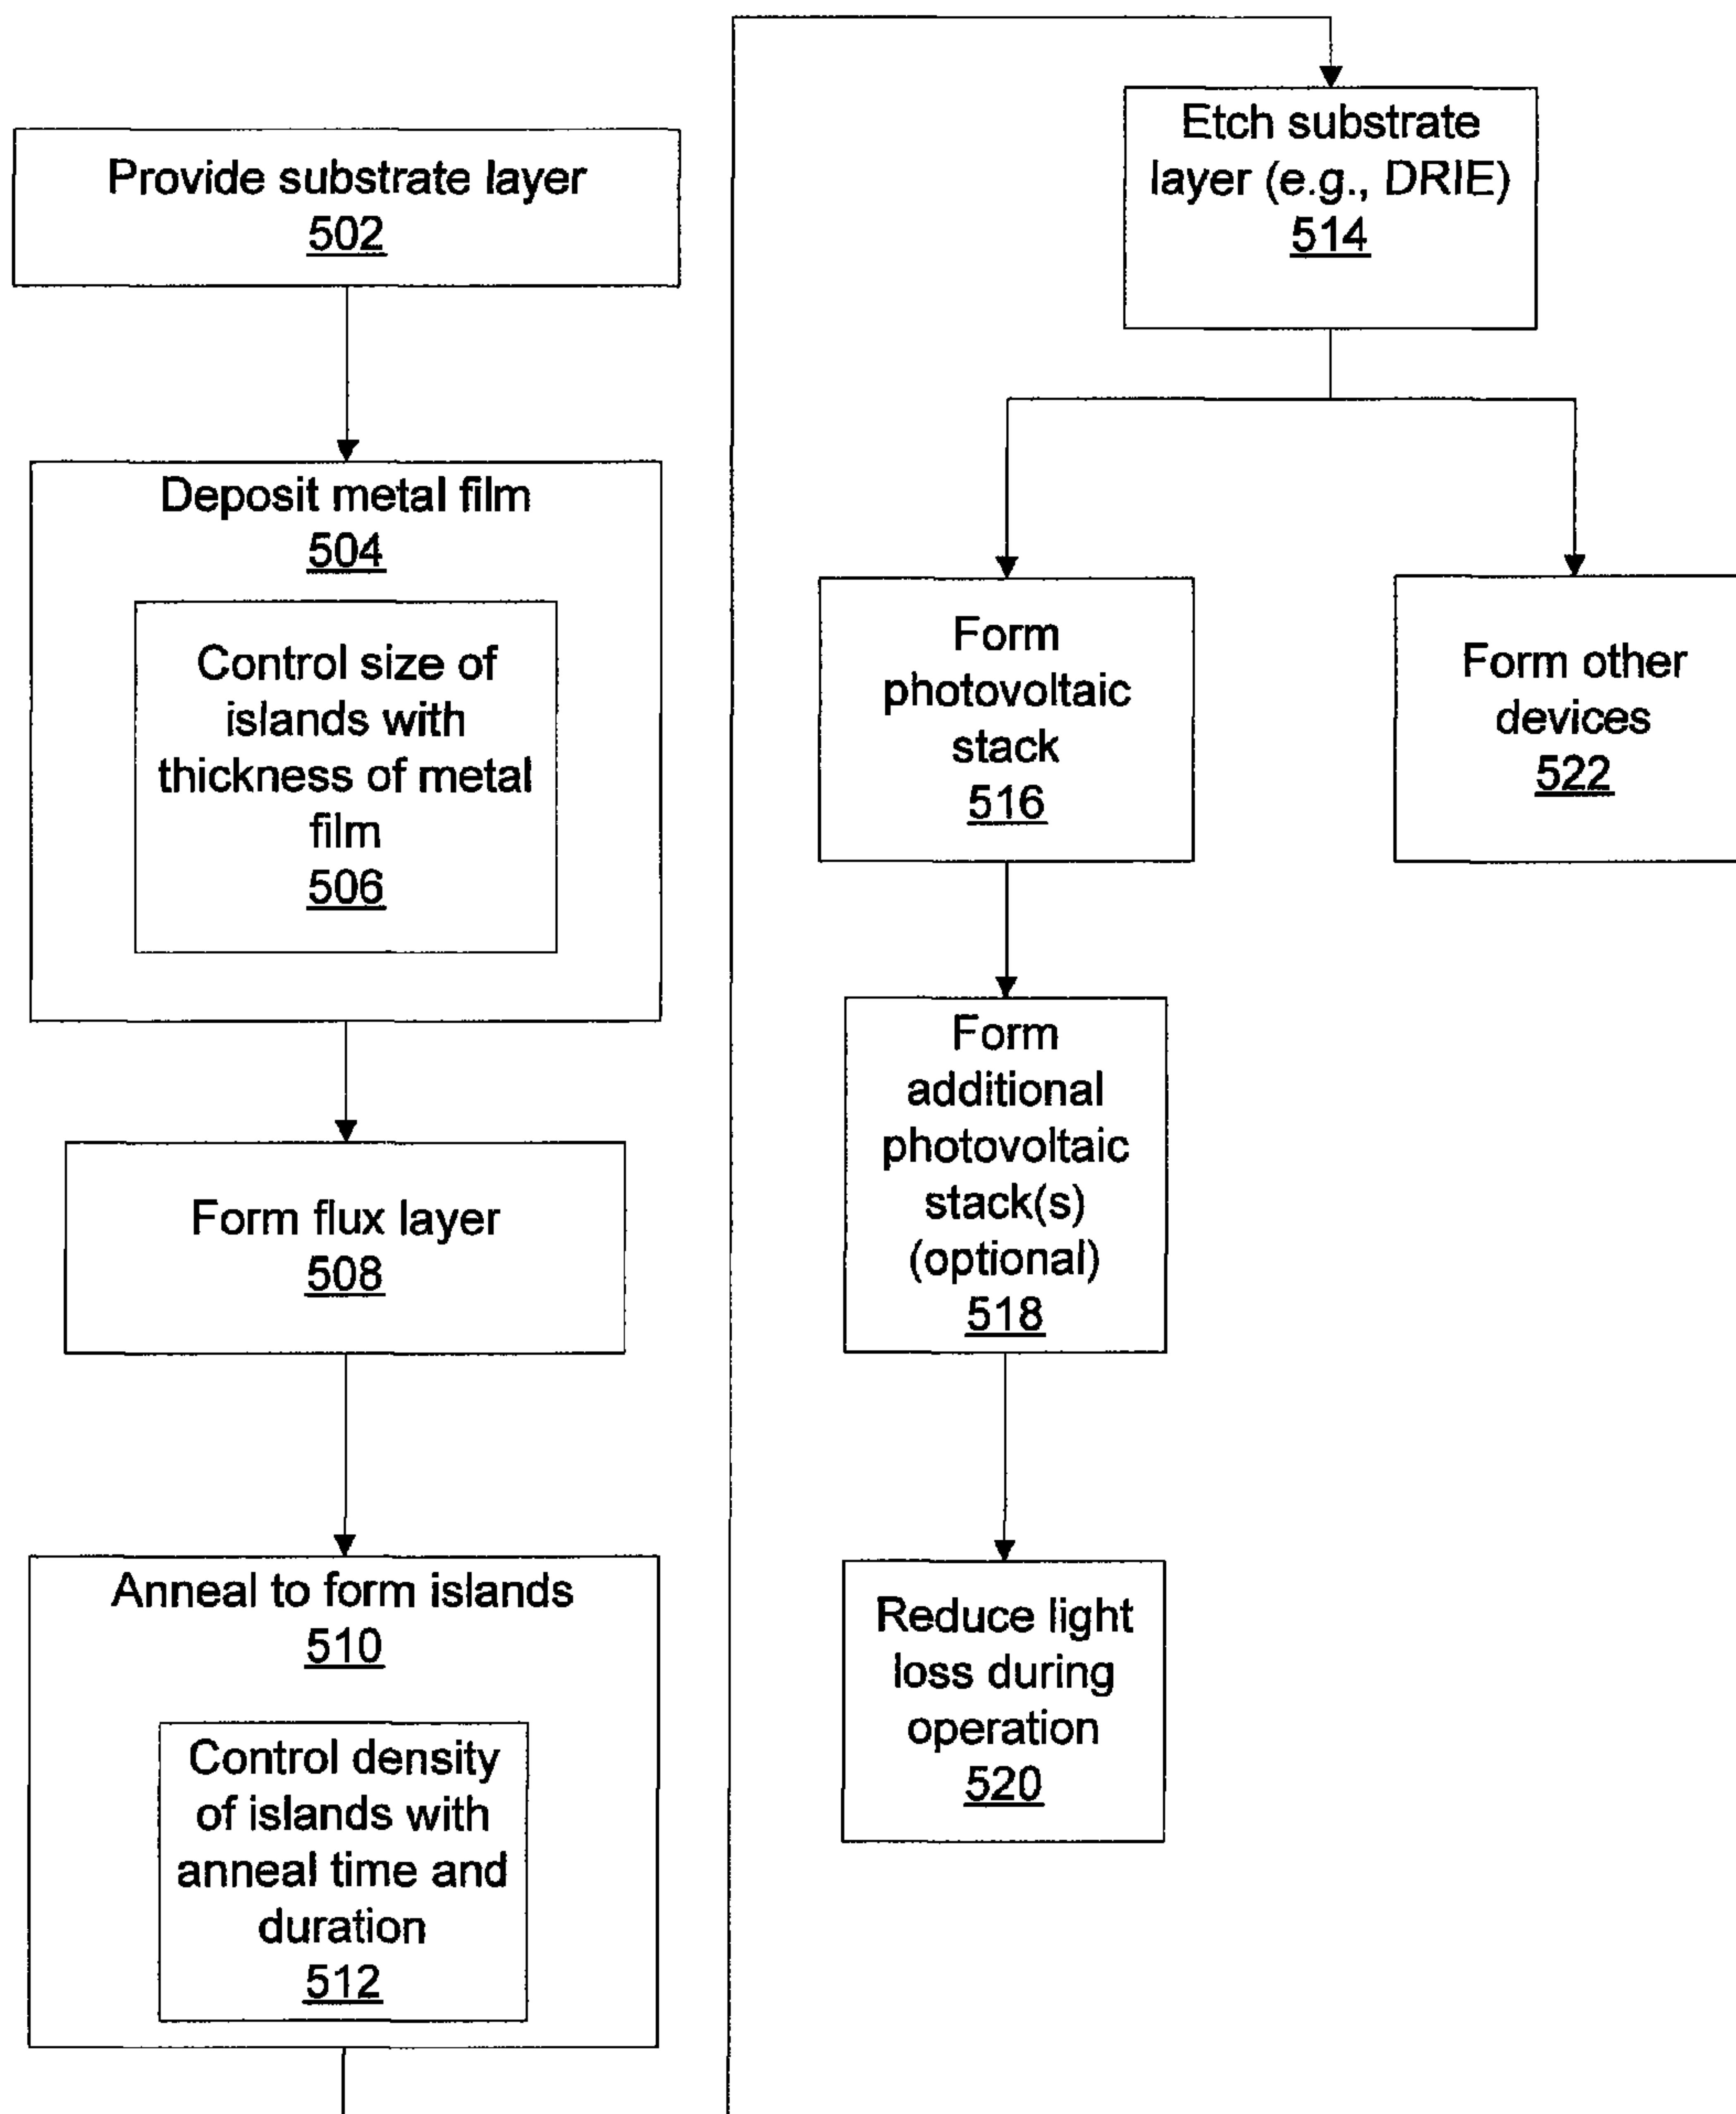 Provide substrate layer
502
Deposit metal film
504
Control size of
islands with
thickness of metal
film
506
Form flux layer
508
Anneal to form islands
510
Control density
of islands with
anneal time and
duration
512
Etch substrate
layer (e.g., DRIE)
514
Form
photovoltaic
stack
516
Form other
devices
522
Form
additional
photovoltaic
stack(s)
(optional)
518
Reduce light
loss during
operation
520